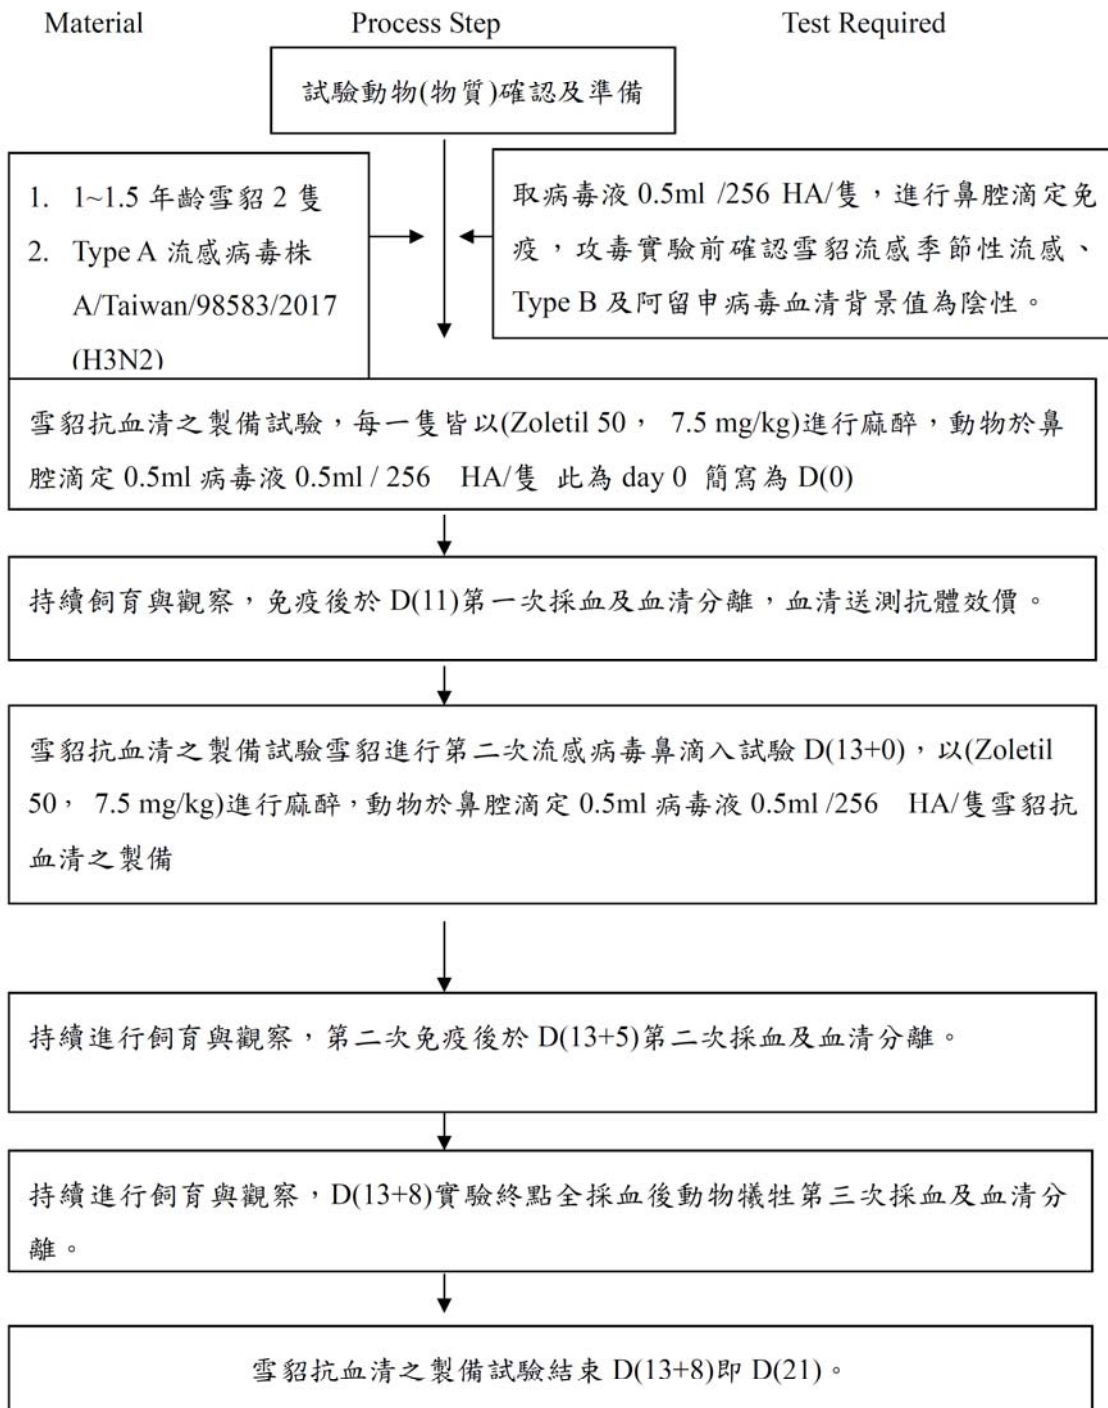 Material Process Step Test Required
試驗動物(物質)確認及準備
1. 1~1.5 年齡雪貂 2 隻
2. Type A 流感病毒株
A/Taiwan/98583/2017
(H3N2)
取病毒液 0.5ml /256 HA/隻，進行鼻腔滴定免
疫，攻毒實驗前確認雪貂流感季節性流感、
Type B 及阿留申病毒血清背景值為陰性。
雪貂抗血清之製備試驗，每一隻皆以(Zoletil 50， 7.5 mg/kg)進行麻醉，動物於鼻
腔滴定 0.5ml 病毒液 0.5ml / 256 HA/隻 此為 day 0 簡寫為 D(0)
持續飼育與觀察，免疫後於 D(11)第一次採血及血清分離，血清送測抗體效價。
雪貂抗血清之製備試驗雪貂進行第二次流感病毒鼻滴入試驗 D(13+0)，以(Zoletil
50， 7.5 mg/kg)進行麻醉，動物於鼻腔滴定 0.5ml 病毒液 0.5ml /256 HA/隻雪貂抗
血清之製備
持續進行飼育與觀察，第二次免疫後於 D(13+5)第二次採血及血清分離。
持續進行飼育與觀察，D(13+8)實驗終點全採血後動物犧牲第三次採血及血清分
離。
雪貂抗血清之製備試驗結束 D(13+8)即 D(21)。